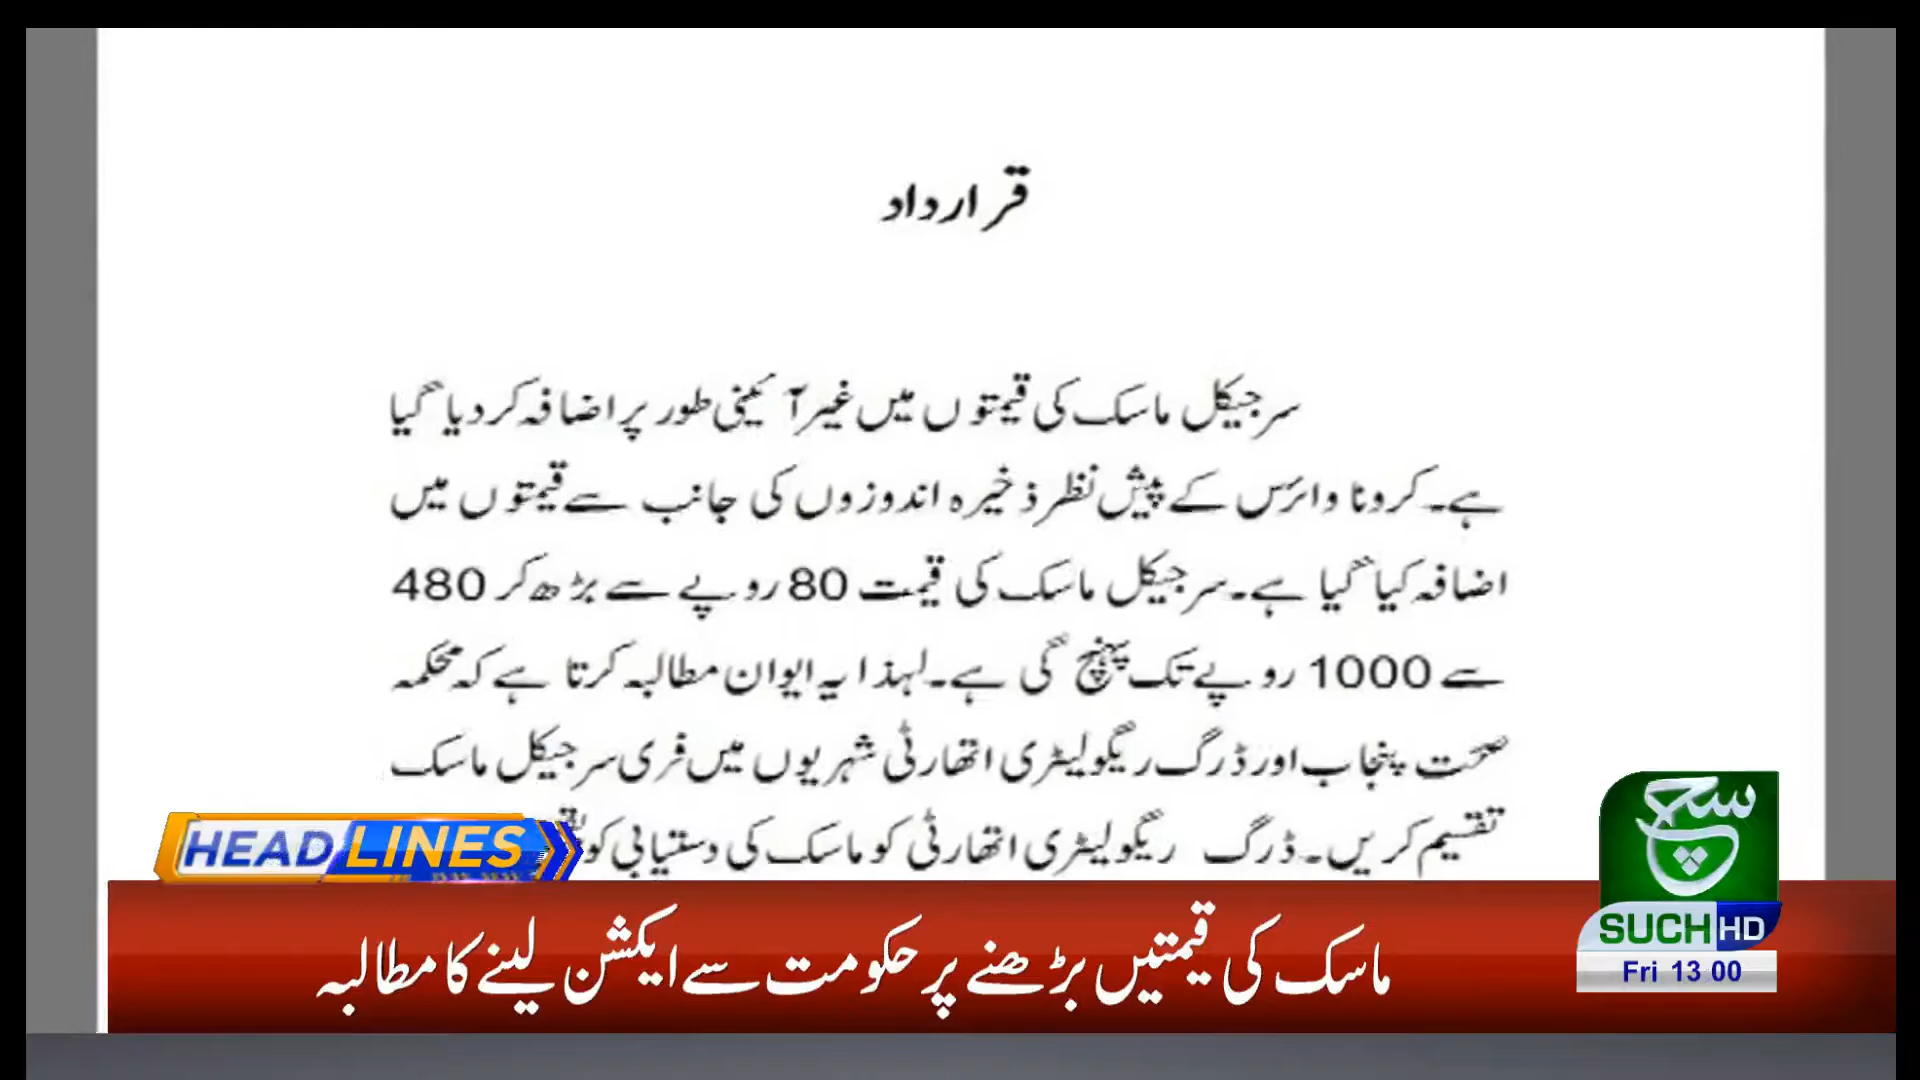 قرارداد
سرجیکل ماسک کی قیمتوں میں غیر آئینی طور پر اضافہ کر دیا گیا
ہے۔ کرونا وائرس کے پیش نظر ذخیرہ اندوزوں کی جانب سے قیمتوں میں
اضافہ کیا گیا ہے۔ سرجیکل ماسک کی قیمت 80 روپے سے بڑھ کر 480
سے 1000 روپے تک پہنچ گی ہے۔ لہذا یہ ایوان مطالبہ کرتا ہے کہ محکمہ
صحت پنجاب اور ڈرگ ریگولیٹری اتھارٹی شہریوں میں فری سرجیکل ماسک
تقسیم کریں۔ ڈرگ ریگولیٹری اتھارٹی کو ماسک کی دستیابی کو
HEADLINES
ماسک کی قیمتیں بڑھنے پر حکومت سے ایکشن لینے کا مطالبہ
سچ
SUCH HD
Fri 13 00